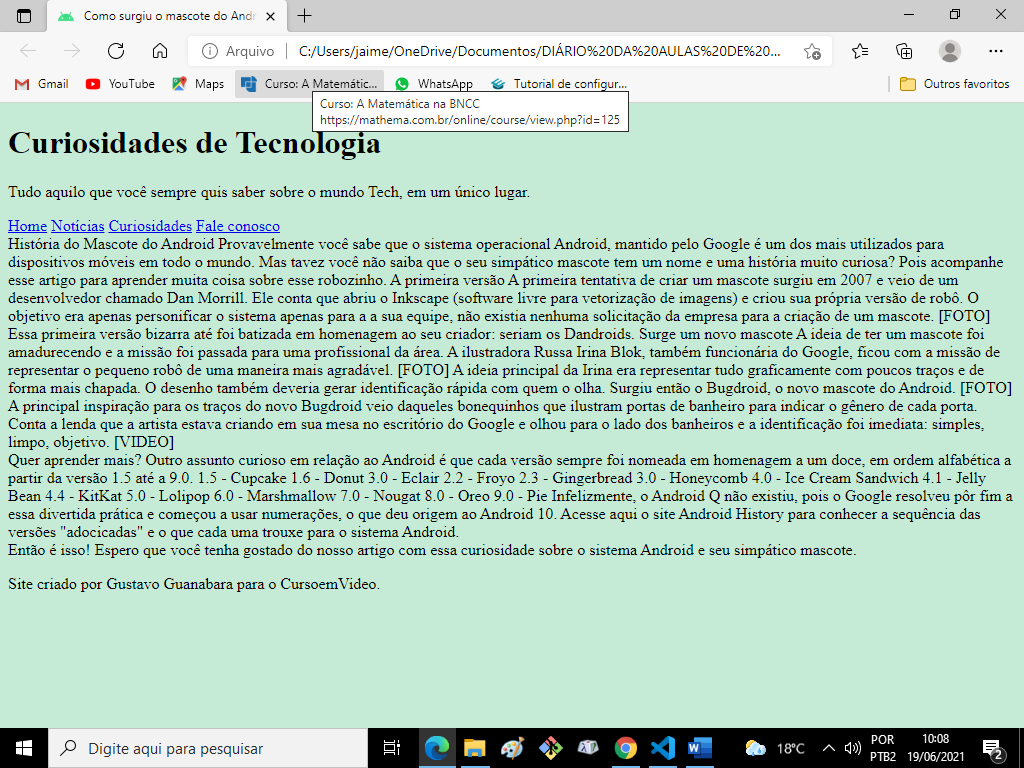 Como surgiu o mascote do Andr
Arquivo
C:/Users/jaime/OneDrive/Documentos/DIÁRIO%20DA%20AULAS%20DE%20...
Gmail
YouTube
Maps
Curso: A Matemátic...
WhatsApp
Tutorial de configur...
Outros favoritos
Curso: A Matemática na BNCC
https://mathema.com.br/online/course/view.php?id=125
Curiosidades de Tecnologia
Tudo aquilo que você sempre quis saber sobre o mundo Tech, em um único lugar.
Home Notícias Curiosidades Fale conosco
História do Mascote do Android Provavelmente você sabe que o sistema operacional Android, mantido pelo Google é um dos mais utilizados para
dispositivos móveis em todo o mundo. Mas tavez você não saiba que o seu simpático mascote tem um nome e uma história muito curiosa? Pois acompanhe
esse artigo para aprender muita coisa sobre esse robozinho. A primeira versão A primeira tentativa de criar um mascote surgiu em 2007 e veio de um
desenvolvedor chamado Dan Morrill. Ele conta que abriu o Inkscape (software livre para vetorização de imagens) e criou sua própria versão de robô. O
objetivo era apenas personificar o sistema apenas para a a sua equipe, não existia nenhuma solicitação da empresa para a criação de um mascote. [FOTO]
Essa primeira versão bizarra até foi batizada em homenagem ao seu criador: seriam os Dandroids. Surge um novo mascote A ideia de ter um mascote foi
amadurecendo e a missão foi passada para uma profissional da área. A ilustradora Russa Irina Blok, também funcionária do Google, ficou com a missão de
representar o pequeno robô de uma maneira mais agradável. [FOTO] A ideia principal da Irina era representar tudo graficamente com poucos traços e de
forma mais chapada. O desenho também deveria gerar identificação rápida com quem o olha. Surgiu então o Bugdroid, o novo mascote do Android. [FOTO]
A principal inspiração para os traços do novo Bugdroid veio daqueles bonequinhos que ilustram portas de banheiro para indicar o gênero de cada porta.
Conta a lenda que a artista estava criando em sua mesa no escritório do Google e olhou para o lado dos banheiros e a identificação foi imediata: simples,
limpo, objetivo. [VIDEO]
Quer aprender mais? Outro assunto curioso em relação ao Android é que cada versão sempre foi nomeada em homenagem a um doce, em ordem alfabética a
partir da versão 1.5 até a 9.0. 1.5 - Cupcake 1.6 - Donut 3.0 - Eclair 2.2 - Froyo 2.3 - Gingerbread 3.0 - Honeycomb 4.0 - Ice Cream Sandwich 4.1 - Jelly
Bean 4.4 - KitKat 5.0 - Lolipop 6.0 - Marshmallow 7.0 - Nougat 8.0 - Oreo 9.0 - Pie Infelizmente, o Android Q não existiu, pois o Google resolveu pôr fim a
essa divertida prática e começou a usar numerações, o que deu origem ao Android 10. Acesse aqui o site Android History para conhecer a sequência das
versões "adocicadas" e o que cada uma trouxe para o sistema Android.
Então é isso! Espero que você tenha gostado do nosso artigo com essa curiosidade sobre o sistema Android e seu simpático mascote.
Site criado por Gustavo Guanabara para o CursoemVideo.
Digite aqui para pesquisar
18°C
POR
PTB2
10:08
19/06/2021
2